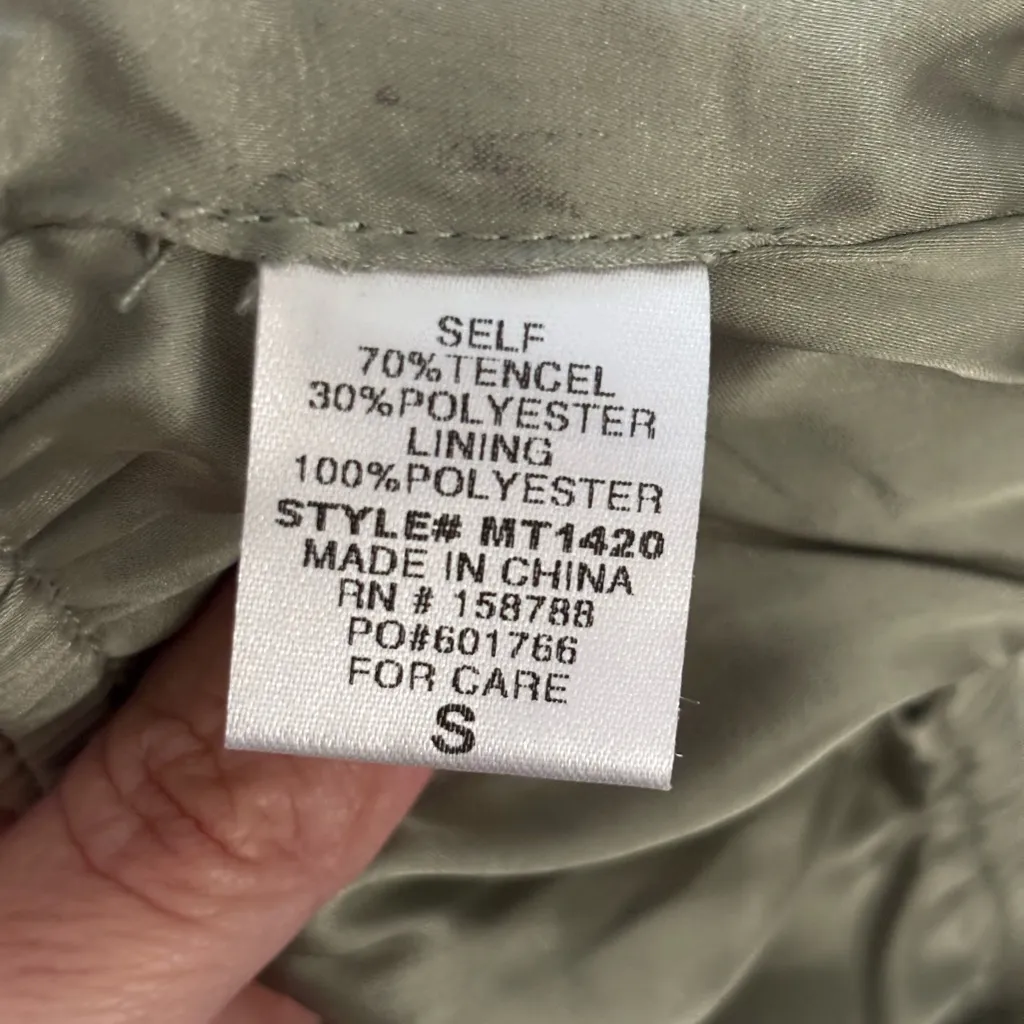 SELF
70%TENCEL
30%POLYESTER
LINING
100%POLYESTER
STYLE# MT1420
MADE IN CHINA
RN # 158788
PO#601766
FOR CARE
S